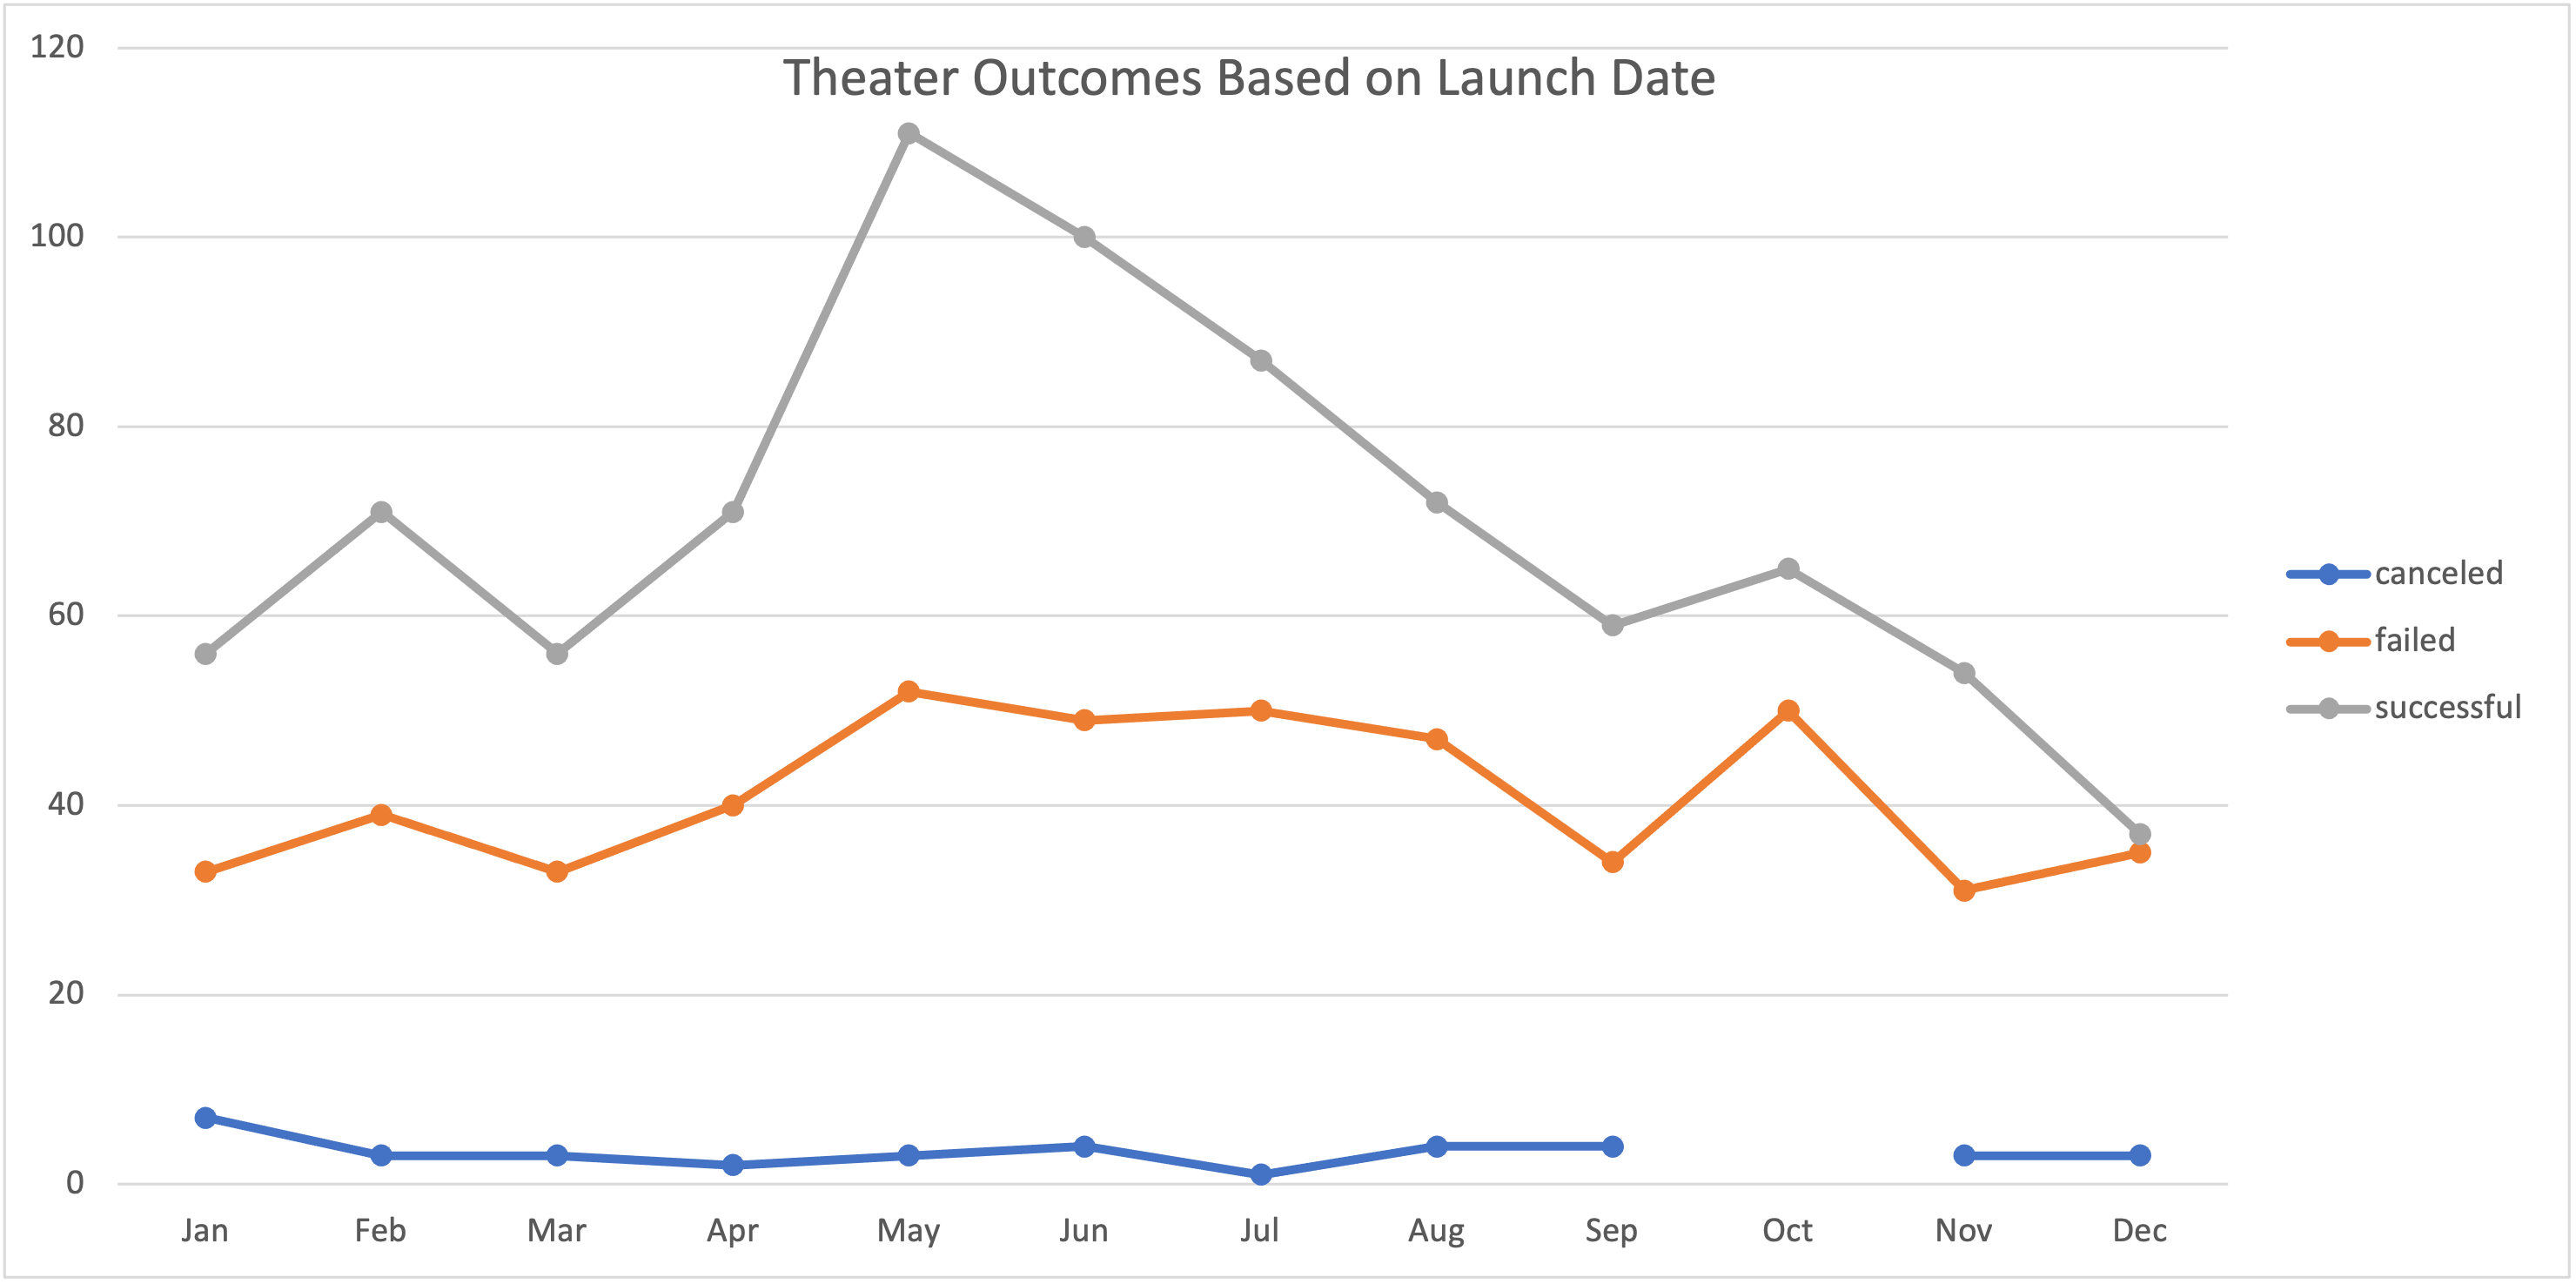 Theater Outcomes Based on Launch Date
120
100
80
60
40
20
0
Jan Feb Mar Apr May Jun Jul Aug Sep Oct Nov Dec
canceled
failed
successful